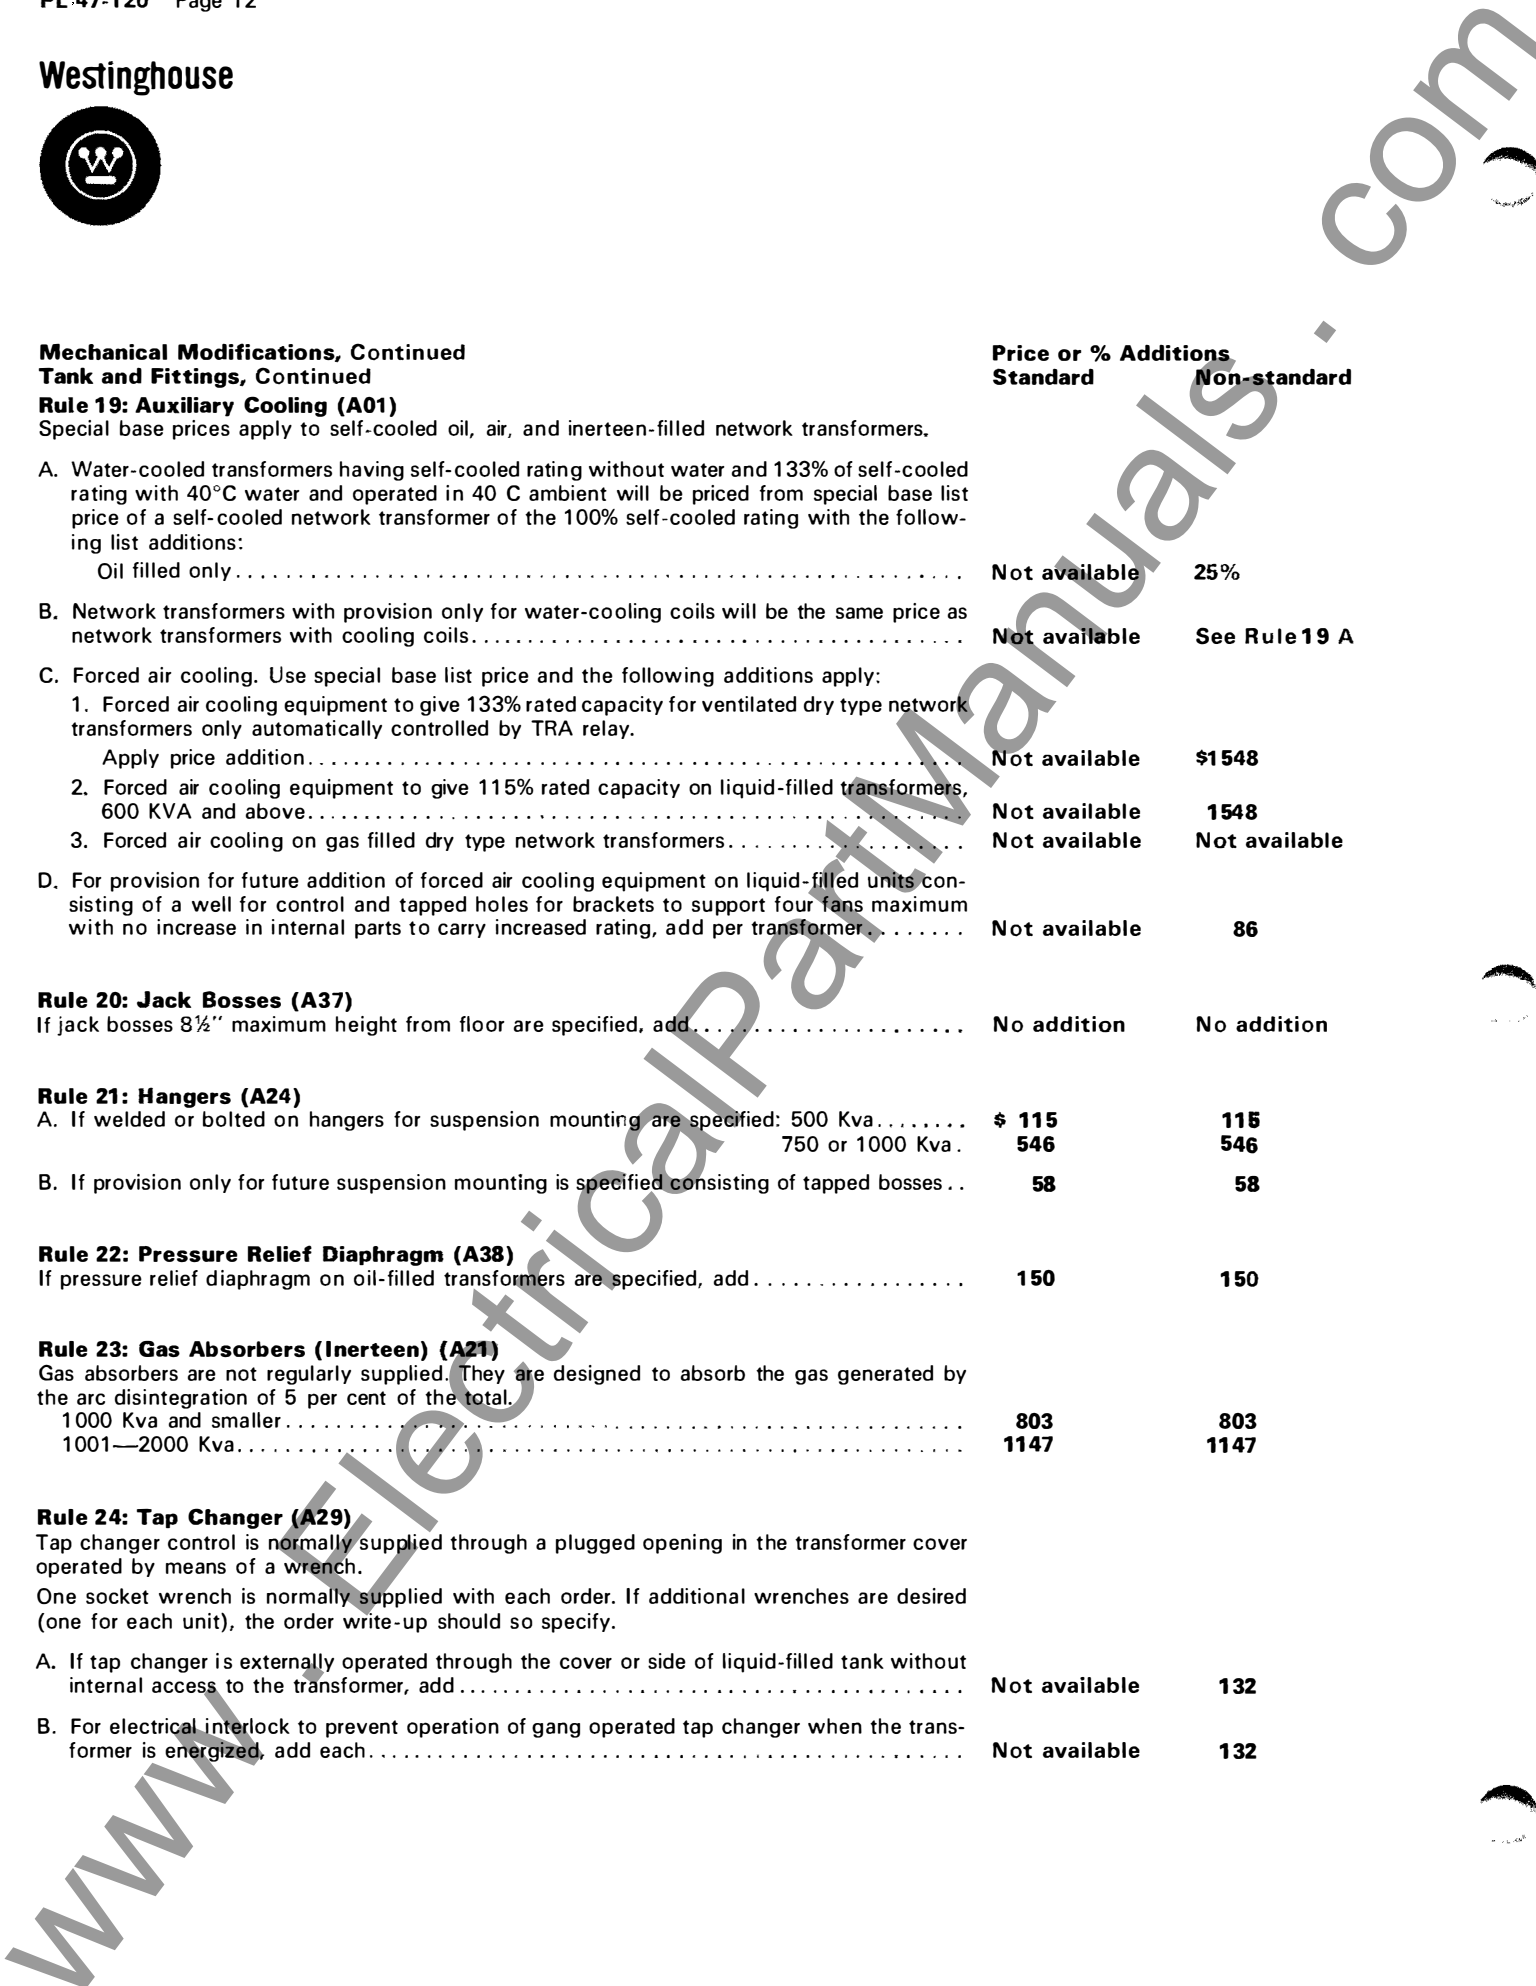 PL 47-120 Page 12
Westinghouse
W
Mechanical Modifications, Continued
Price or % Additions
Tank and Fittings, Continued
Standard Non-standard
Rule 19: Auxiliary Cooling (A01)
Special base prices apply to self-cooled oil, air, and inerteen-filled network transformers.
A. Water-cooled transformers having self-cooled rating without water and 133% of self-cooled
rating with 40°C water and operated in 40 C ambient will be priced from special base list
price of a self-cooled network transformer of the 100% self-cooled rating with the follow-
ing list additions:
Oil filled only . . . . . . . . . . Not available 25%
B. Network transformers with provision only for water-cooling coils will be the same price as
network transformers with cooling coils. . . . . . . . . . Not available See Rule 19 A
C. Forced air cooling. Use special base list price and the following additions apply:
1. Forced air cooling equipment to give 133% rated capacity for ventilated dry type network
transformers only automatically controlled by TRA relay.
Apply price addition. . . . . . . . . . Not available $1548
2. Forced air cooling equipment to give 115% rated capacity on liquid-filled transformers,
600 KVA and above. . . . . . . . . . Not available 1548
3. Forced air cooling on gas filled dry type network transformers. . . . . . . . . . Not available Not available
D. For provision for future addition of forced air cooling equipment on liquid-filled units con-
sisting of a well for control and tapped holes for brackets to support four fans maximum
with no increase in internal parts to carry increased rating, add per transformer. . . . . . . . Not available 86
Rule 20: Jack Bosses (A37)
If jack bosses 8½" maximum height from floor are specified, add. . . . . . . . . . No addition No addition
Rule 21: Hangers (A24)
A. If welded or bolted on hangers for suspension mounting are specified: 500 Kva. . . . . . . . $ 115 115
750 or 1000 Kva . 546 546
B. If provision only for future suspension mounting is specified consisting of tapped bosses . . 58 58
Rule 22: Pressure Relief Diaphragm (A38)
If pressure relief diaphragm on oil-filled transformers are specified, add. . . . . . . . . . 150 150
Rule 23: Gas Absorbers (Inerteen) (A21)
Gas absorbers are not regularly supplied. They are designed to absorb the gas generated by
the arc disintegration of 5 per cent of the total.
1000 Kva and smaller. . . . . . . . . . 803 803
1001—2000 Kva. . . . . . . . . . 1147 1147
Rule 24: Tap Changer (A29)
Tap changer control is normally supplied through a plugged opening in the transformer cover
operated by means of a wrench.
One socket wrench is normally supplied with each order. If additional wrenches are desired
(one for each unit), the order write-up should so specify.
A. If tap changer is externally operated through the cover or side of liquid-filled tank without
internal access to the transformer, add . . . . . . . . . . Not available 132
B. For electrical interlock to prevent operation of gang operated tap changer when the trans-
former is energized, add each. . . . . . . . . . Not available 132
www . ElectricalPartManuals . com